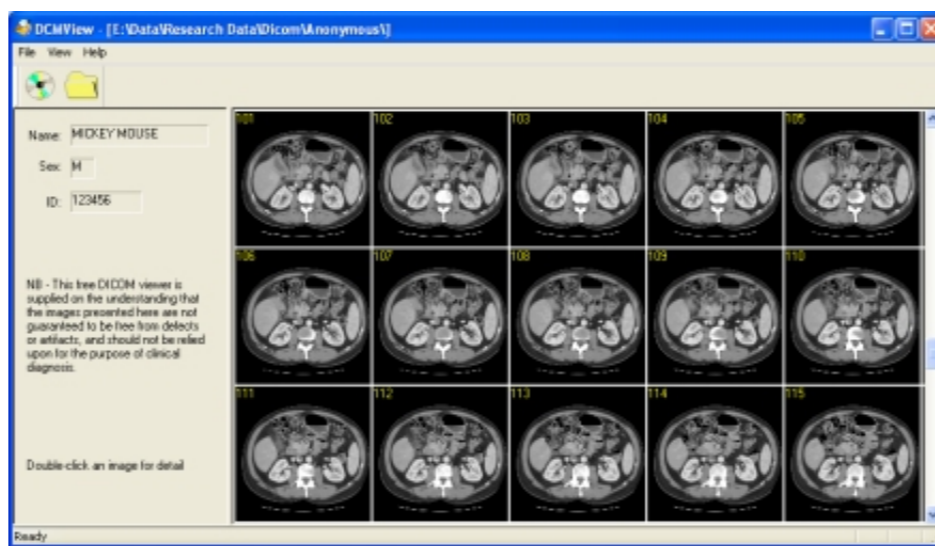 DCMView - [E:\Data\Research Data\Dicom\Anonymous\]
File View Help
Name: MICKEY MOUSE
Sex: M
ID: 123456
NB - This free DICOM viewer is
supplied on the understanding that
the images presented here are not
guaranteed to be free from defects
or artifacts, and should not be relied
upon for the purpose of clinical
diagnosis.
Double-click an image for detail
101 102 103 104 105
106 107 108 109 110
111 112 113 114 115
Ready